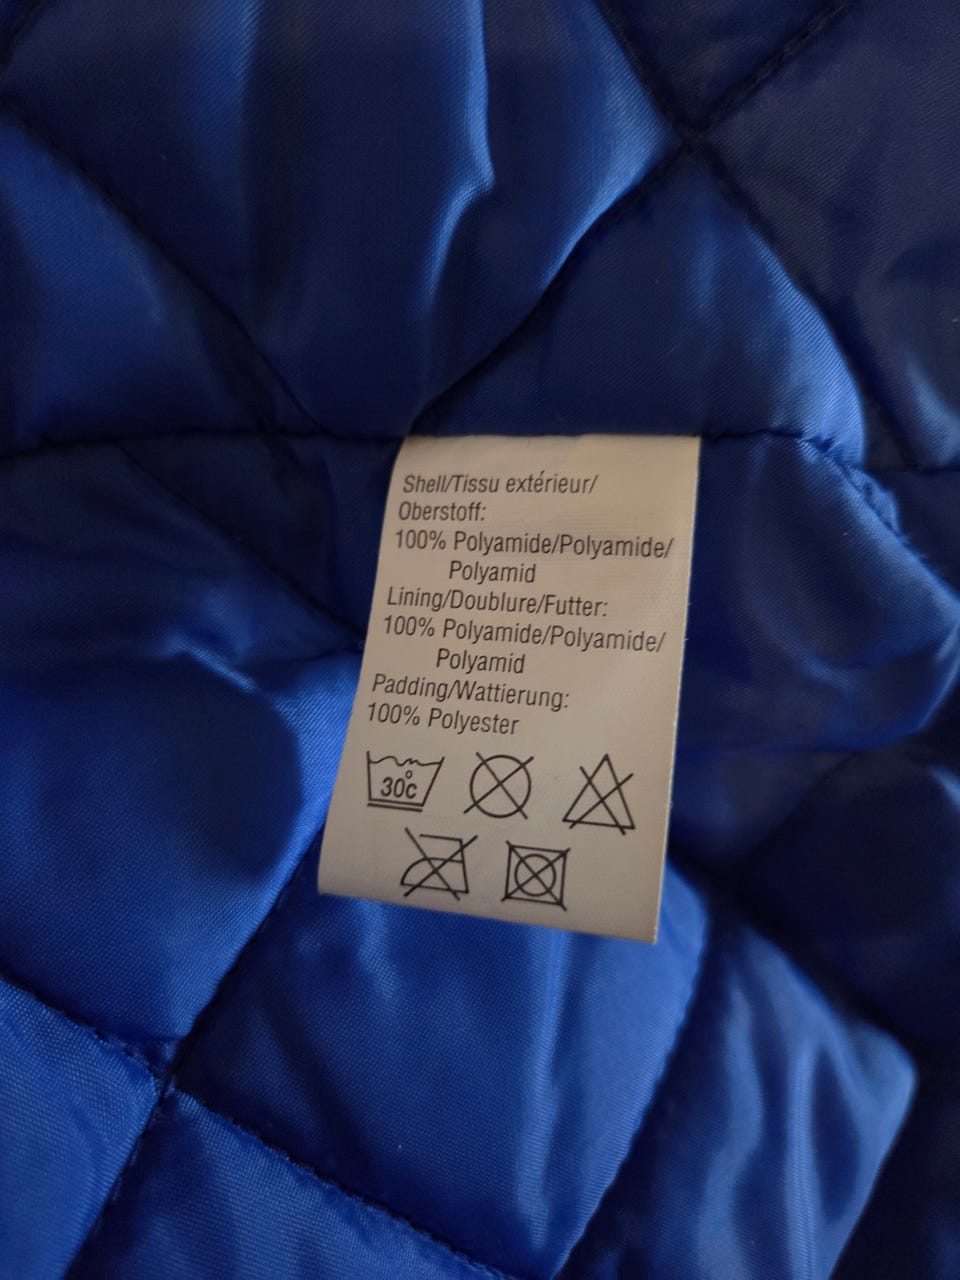 Shell/Tissu extérieur/
Oberstoff:
100% Polyamide/Polyamide/
Polyamid
Lining/Doublure/Futter:
100% Polyamide/Polyamide/
Polyamid
Padding/Wattierung:
100% Polyester
30°c